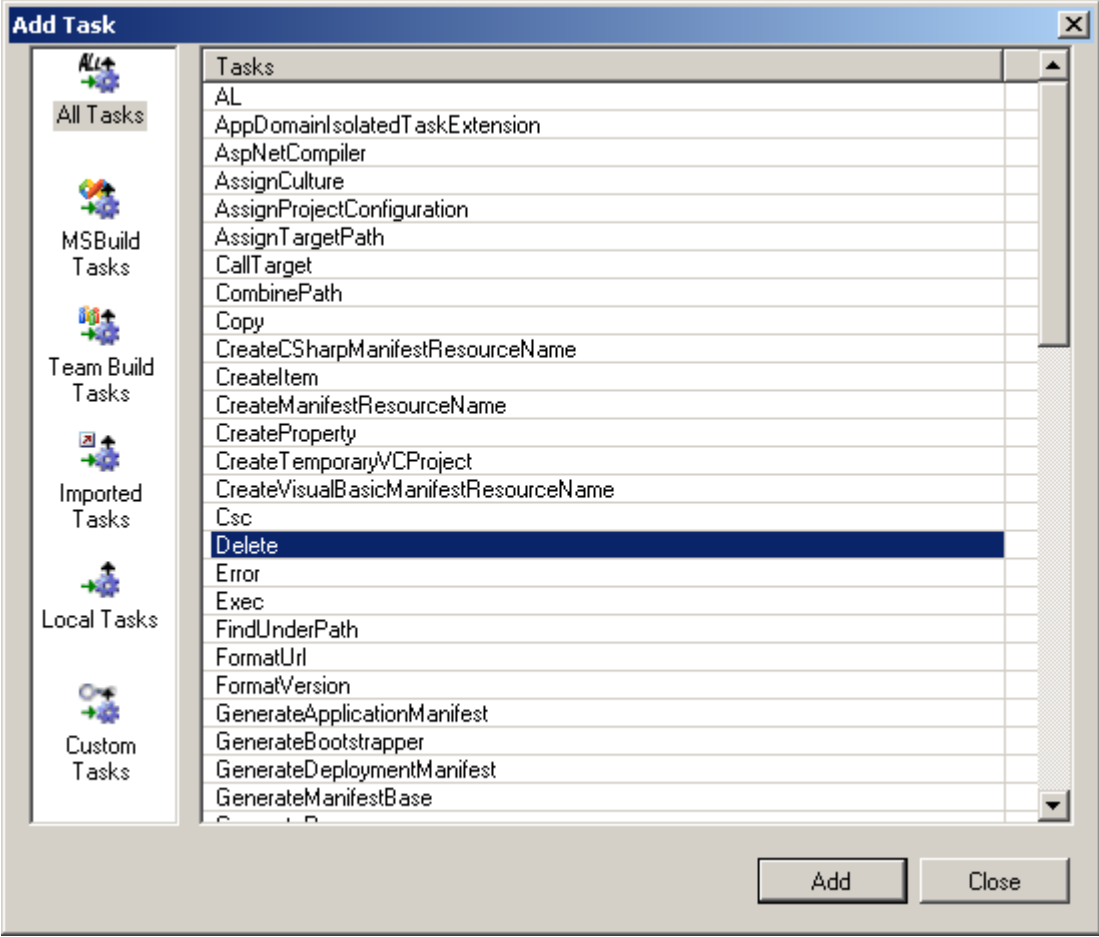 Add Task
All Tasks
MSBuild
Tasks
Team Build
Tasks
Imported
Tasks
Local Tasks
Custom
Tasks
Tasks
AL
AppDomainIsolatedTaskExtension
AspNetCompiler
AssignCulture
AssignProjectConfiguration
AssignTargetPath
CallTarget
CombinePath
Copy
CreateCSharpManifestResourceName
CreateItem
CreateManifestResourceName
CreateProperty
CreateTemporaryVCProject
CreateVisualBasicManifestResourceName
Csc
Delete
Error
Exec
FindUnderPath
FormatUrl
FormatVersion
GenerateApplicationManifest
GenerateBootstrapper
GenerateDeploymentManifest
GenerateManifestBase
Add
Close